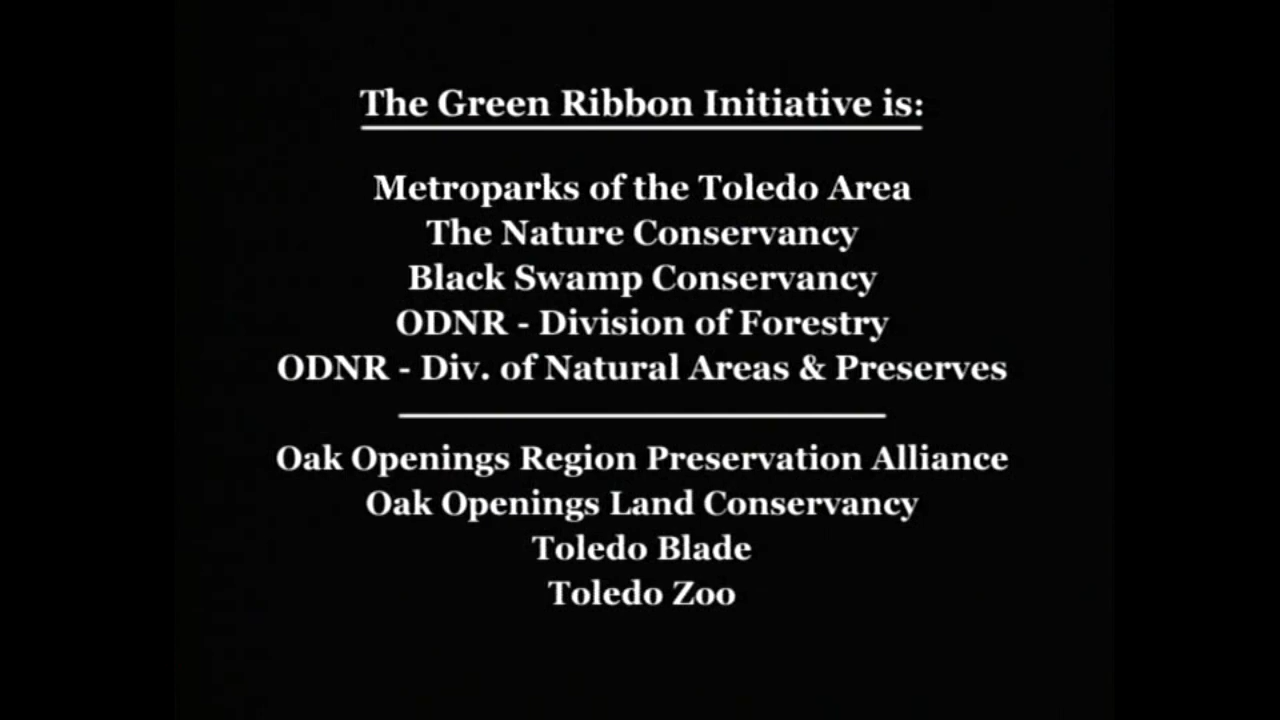 The Green Ribbon Initiative is:
Metroparks of the Toledo Area
The Nature Conservancy
Black Swamp Conservancy
ODNR - Division of Forestry
ODNR - Div. of Natural Areas & Preserves
Oak Openings Region Preservation Alliance
Oak Openings Land Conservancy
Toledo Blade
Toledo Zoo